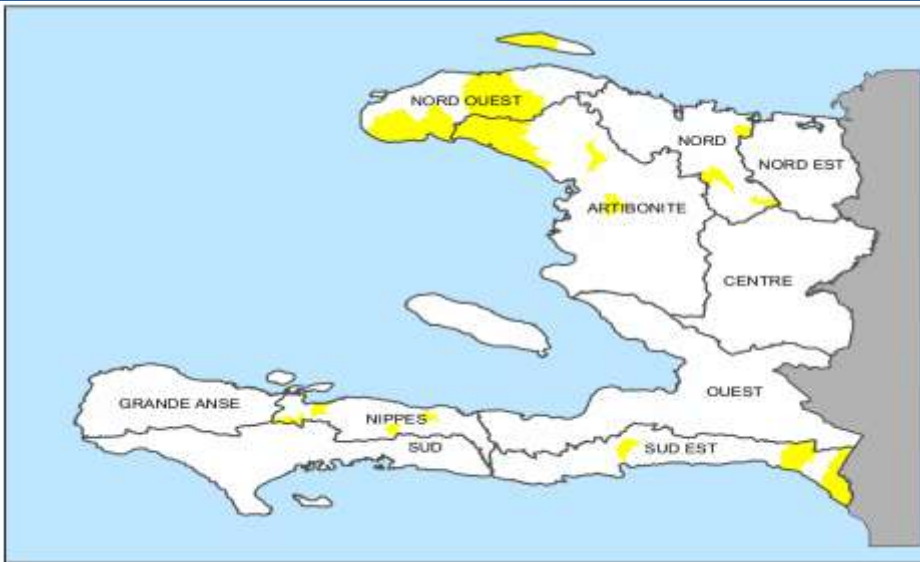 NORD OUEST
NORD
NORD EST
ARTIBONITE
CENTRE
OUEST
GRANDE ANSE
NIPPES
SUD
SUD EST